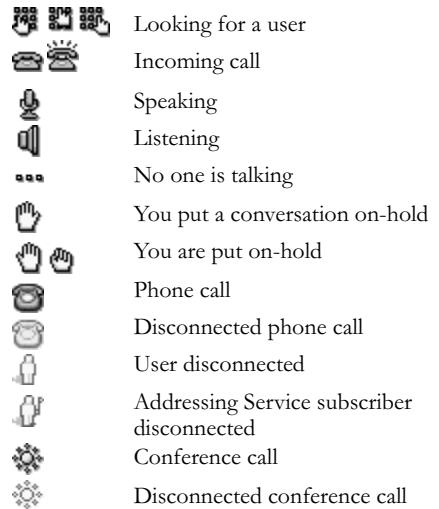 Looking for a user
Incoming call
Speaking
Listening
No one is talking
You put a conversation on-hold
You are put on-hold
Phone call
Disconnected phone call
User disconnected
Addressing Service subscriber
disconnected
Conference call
Disconnected conference call